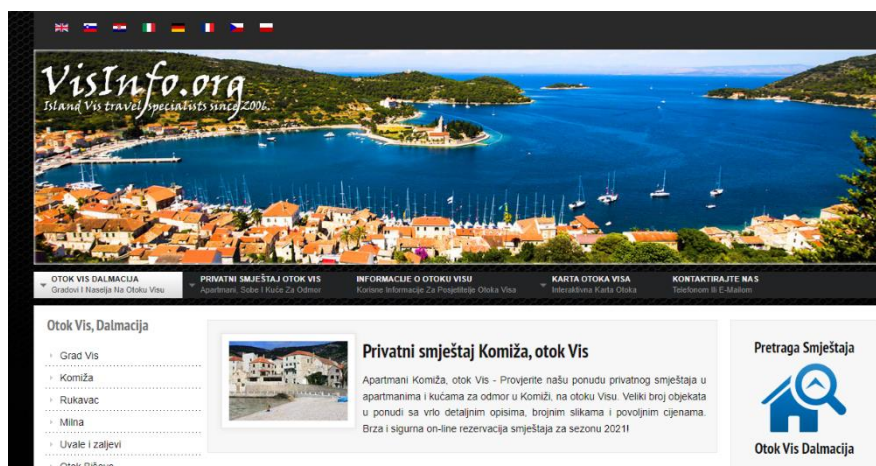 VisInfo.org
Island Vis travel specialists since 2006.
OTOK VIS DALMACIJA
Gradovi I Naselja Na Otoku Visu
PRIVATNI SMJEŠTAJ OTOK VIS
Apartmani, Sobe I Kuće Za Odmor
INFORMACIJE O OTOKU VISU
Korisne Informacije Za Posjetitelje Otoka Visa
KARTA OTOKA VISA
Interaktivna Karta Otoka
KONTAKTIRAJTE NAS
Telefonom Ili E-Mailom
Otok Vis, Dalmacija
Grad Vis
Komiža
Rukavac
Milna
Uvale i zaljevi
Otok Biševo
Privatni smještaj Komiža, otok Vis
Apartmani Komiža, otok Vis - Provjerite našu ponudu privatnog smještaja u
apartmanima i kućama za odmor u Komiži, na otoku Visu. Veliki broj objekata
u ponudi sa vrlo detaljnim opisima, brojnim slikama i povoljnim cijenama.
Brza i sigurna on-line rezervacija smještaja za sezonu 2021!
Pretraga Smještaja
Otok Vis Dalmacija